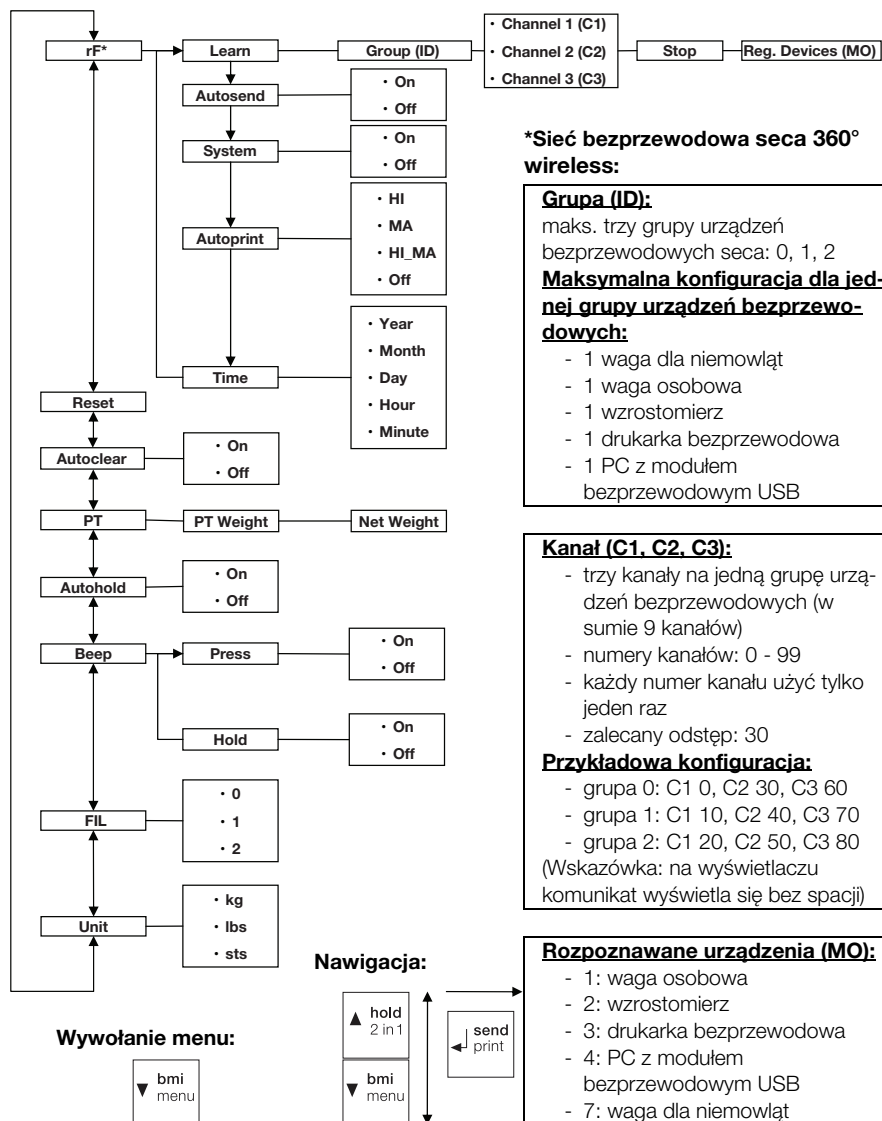 rF*
Learn
Group (ID)
• Channel 1 (C1)
• Channel 2 (C2)
• Channel 3 (C3)
Stop
Reg. Devices (MO)
Autosend
• On
• Off
System
• On
• Off
Autoprint
• HI
• MA
• HI_MA
• Off
Time
• Year
• Month
• Day
• Hour
• Minute
Reset
Autoclear
• On
• Off
PT
PT Weight
Net Weight
Autohold
• On
• Off
Beep
Press
• On
• Off
Hold
• On
• Off
FIL
• 0
• 1
• 2
Unit
• kg
• lbs
• sts
*Sieć bezprzewodowa seca 360°
wireless:
Grupa (ID):
maks. trzy grupy urządzeń
bezprzewodowych seca: 0, 1, 2
Maksymalna konfiguracja dla jed-
nej grupy urządzeń bezprzewo-
dowych:
- 1 waga dla niemowląt
- 1 waga osobowa
- 1 wzrostomierz
- 1 drukarka bezprzewodowa
- 1 PC z modułem
bezprzewodowym USB
Kanał (C1, C2, C3):
- trzy kanały na jedną grupę urzą-
dzeń bezprzewodowych (w
sumie 9 kanałów)
- numery kanałów: 0 - 99
- każdy numer kanału użyć tylko
jeden raz
- zalecany odstęp: 30
Przykładowa konfiguracja:
- grupa 0: C1 0, C2 30, C3 60
- grupa 1: C1 10, C2 40, C3 70
- grupa 2: C1 20, C2 50, C3 80
(Wskazówka: na wyświetlaczu
komunikat wyświetla się bez spacji)
Rozpoznawane urządzenia (MO):
- 1: waga osobowa
- 2: wzrostomierz
- 3: drukarka bezprzewodowa
- 4: PC z modułem
bezprzewodowym USB
- 7: waga dla niemowląt
Nawigacja:
hold
2 in 1
send
print
bmi
menu
Wywołanie menu:
bmi
menu